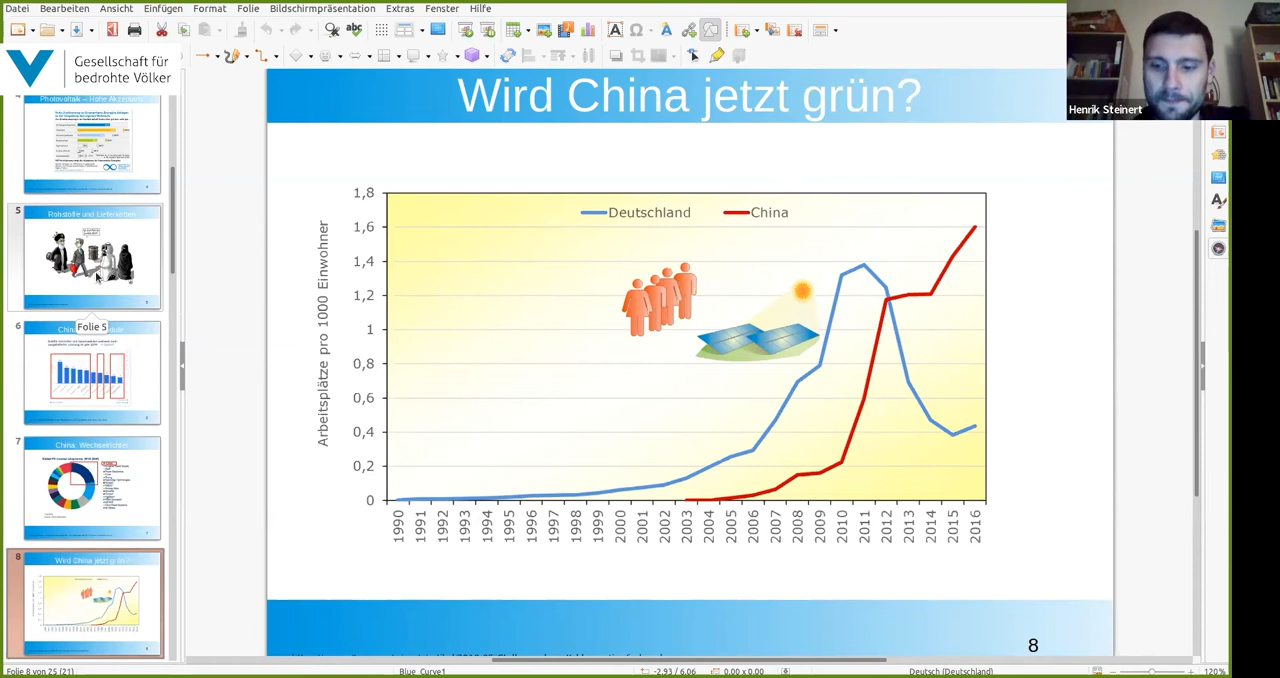 Datei Bearbeiten Ansicht Einfügen Format Folie Bildschirmpräsentation Extras Fenster Hilfe
Gesellschaft für
bedrohte Völker
Henrik Steinert
Photovoltaik – Hohe Akzeptanz
4
5
Rohstoffe und Lieferketten
Folie 5
6
7
China: Wechselrichter
8
Wird China jetzt grün?
Wird China jetzt grün?
Deutschland China
Arbeitsplätze pro 1000 Einwohner
1,8
1,6
1,4
1,2
1
0,8
0,6
0,4
0,2
0
1990 1991 1992 1993 1994 1995 1996 1997 1998 1999 2000 2001 2002 2003 2004 2005 2006 2007 2008 2009 2010 2011 2012 2013 2014 2015 2016
8
Folie 8 von 25 (21) Blue_Curve1 -2.93 / 6.06 0.00 x 0.00 Deutsch (Deutschland) 120%